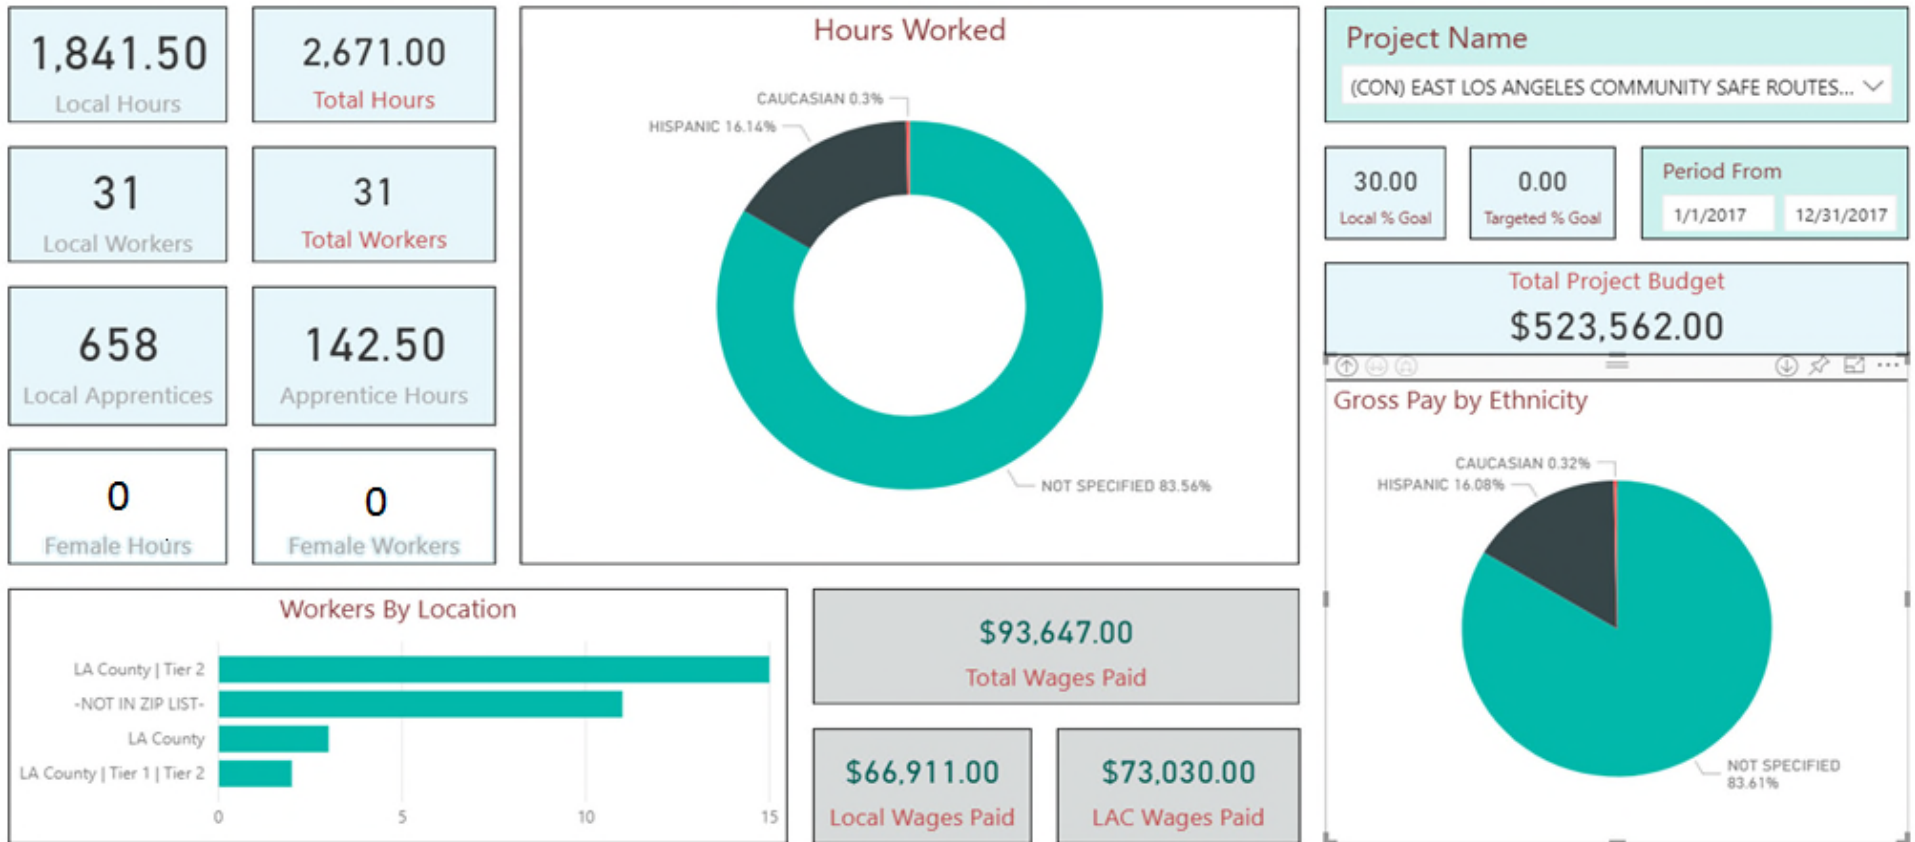 1,841.50
Local Hours
2,671.00
Total Hours
31
Local Workers
31
Total Workers
658
Local Apprentices
142.50
Apprentice Hours
0
Female Hours
0
Female Workers
Hours Worked
CAUCASIAN 0.3%
HISPANIC 16.14%
NOT SPECIFIED 83.56%
Project Name
(CON) EAST LOS ANGELES COMMUNITY SAFE ROUTES...
30.00
Local % Goal
0.00
Targeted % Goal
Period From
1/1/2017
12/31/2017
Total Project Budget
$523,562.00
Gross Pay by Ethnicity
CAUCASIAN 0.32%
HISPANIC 16.08%
NOT SPECIFIED
83.61%
Workers By Location
LA County | Tier 2
-NOT IN ZIP LIST-
LA County
LA County | Tier 1 | Tier 2
0 5 10 15
$93,647.00
Total Wages Paid
$66,911.00
Local Wages Paid
$73,030.00
LAC Wages Paid